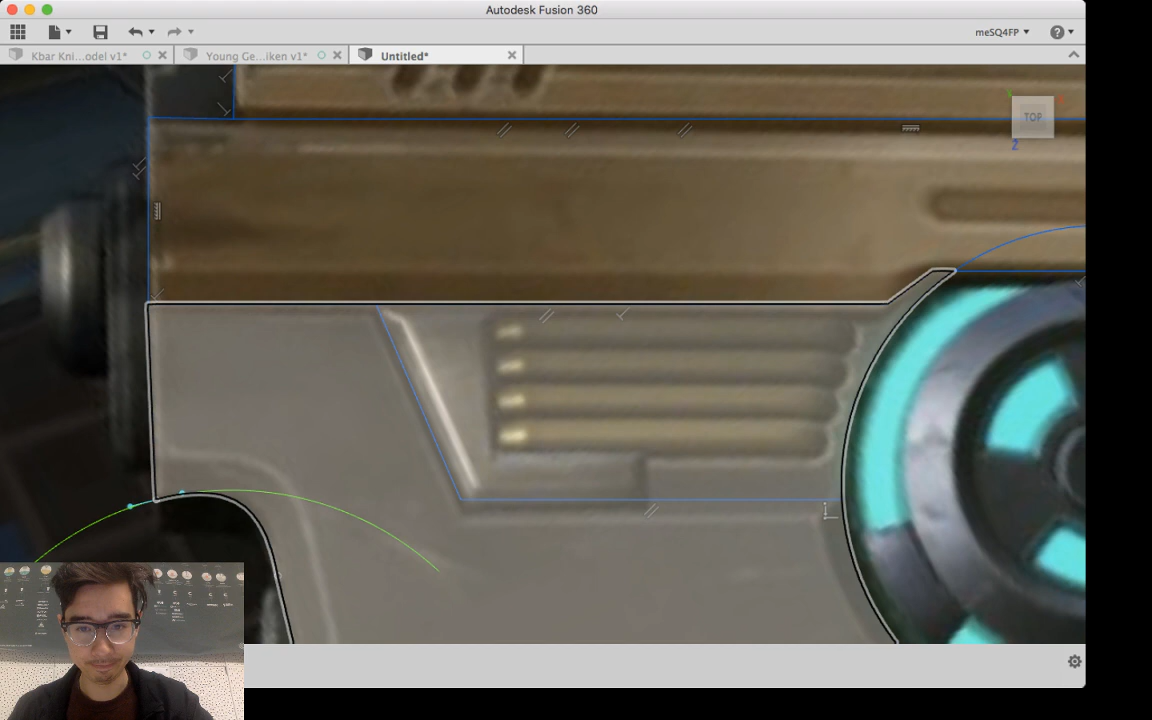 Autodesk Fusion 360
meSQ4FP
Kbar Kni...odel v1*
Young Ge...iken v1*
Untitled*
TOP
Z